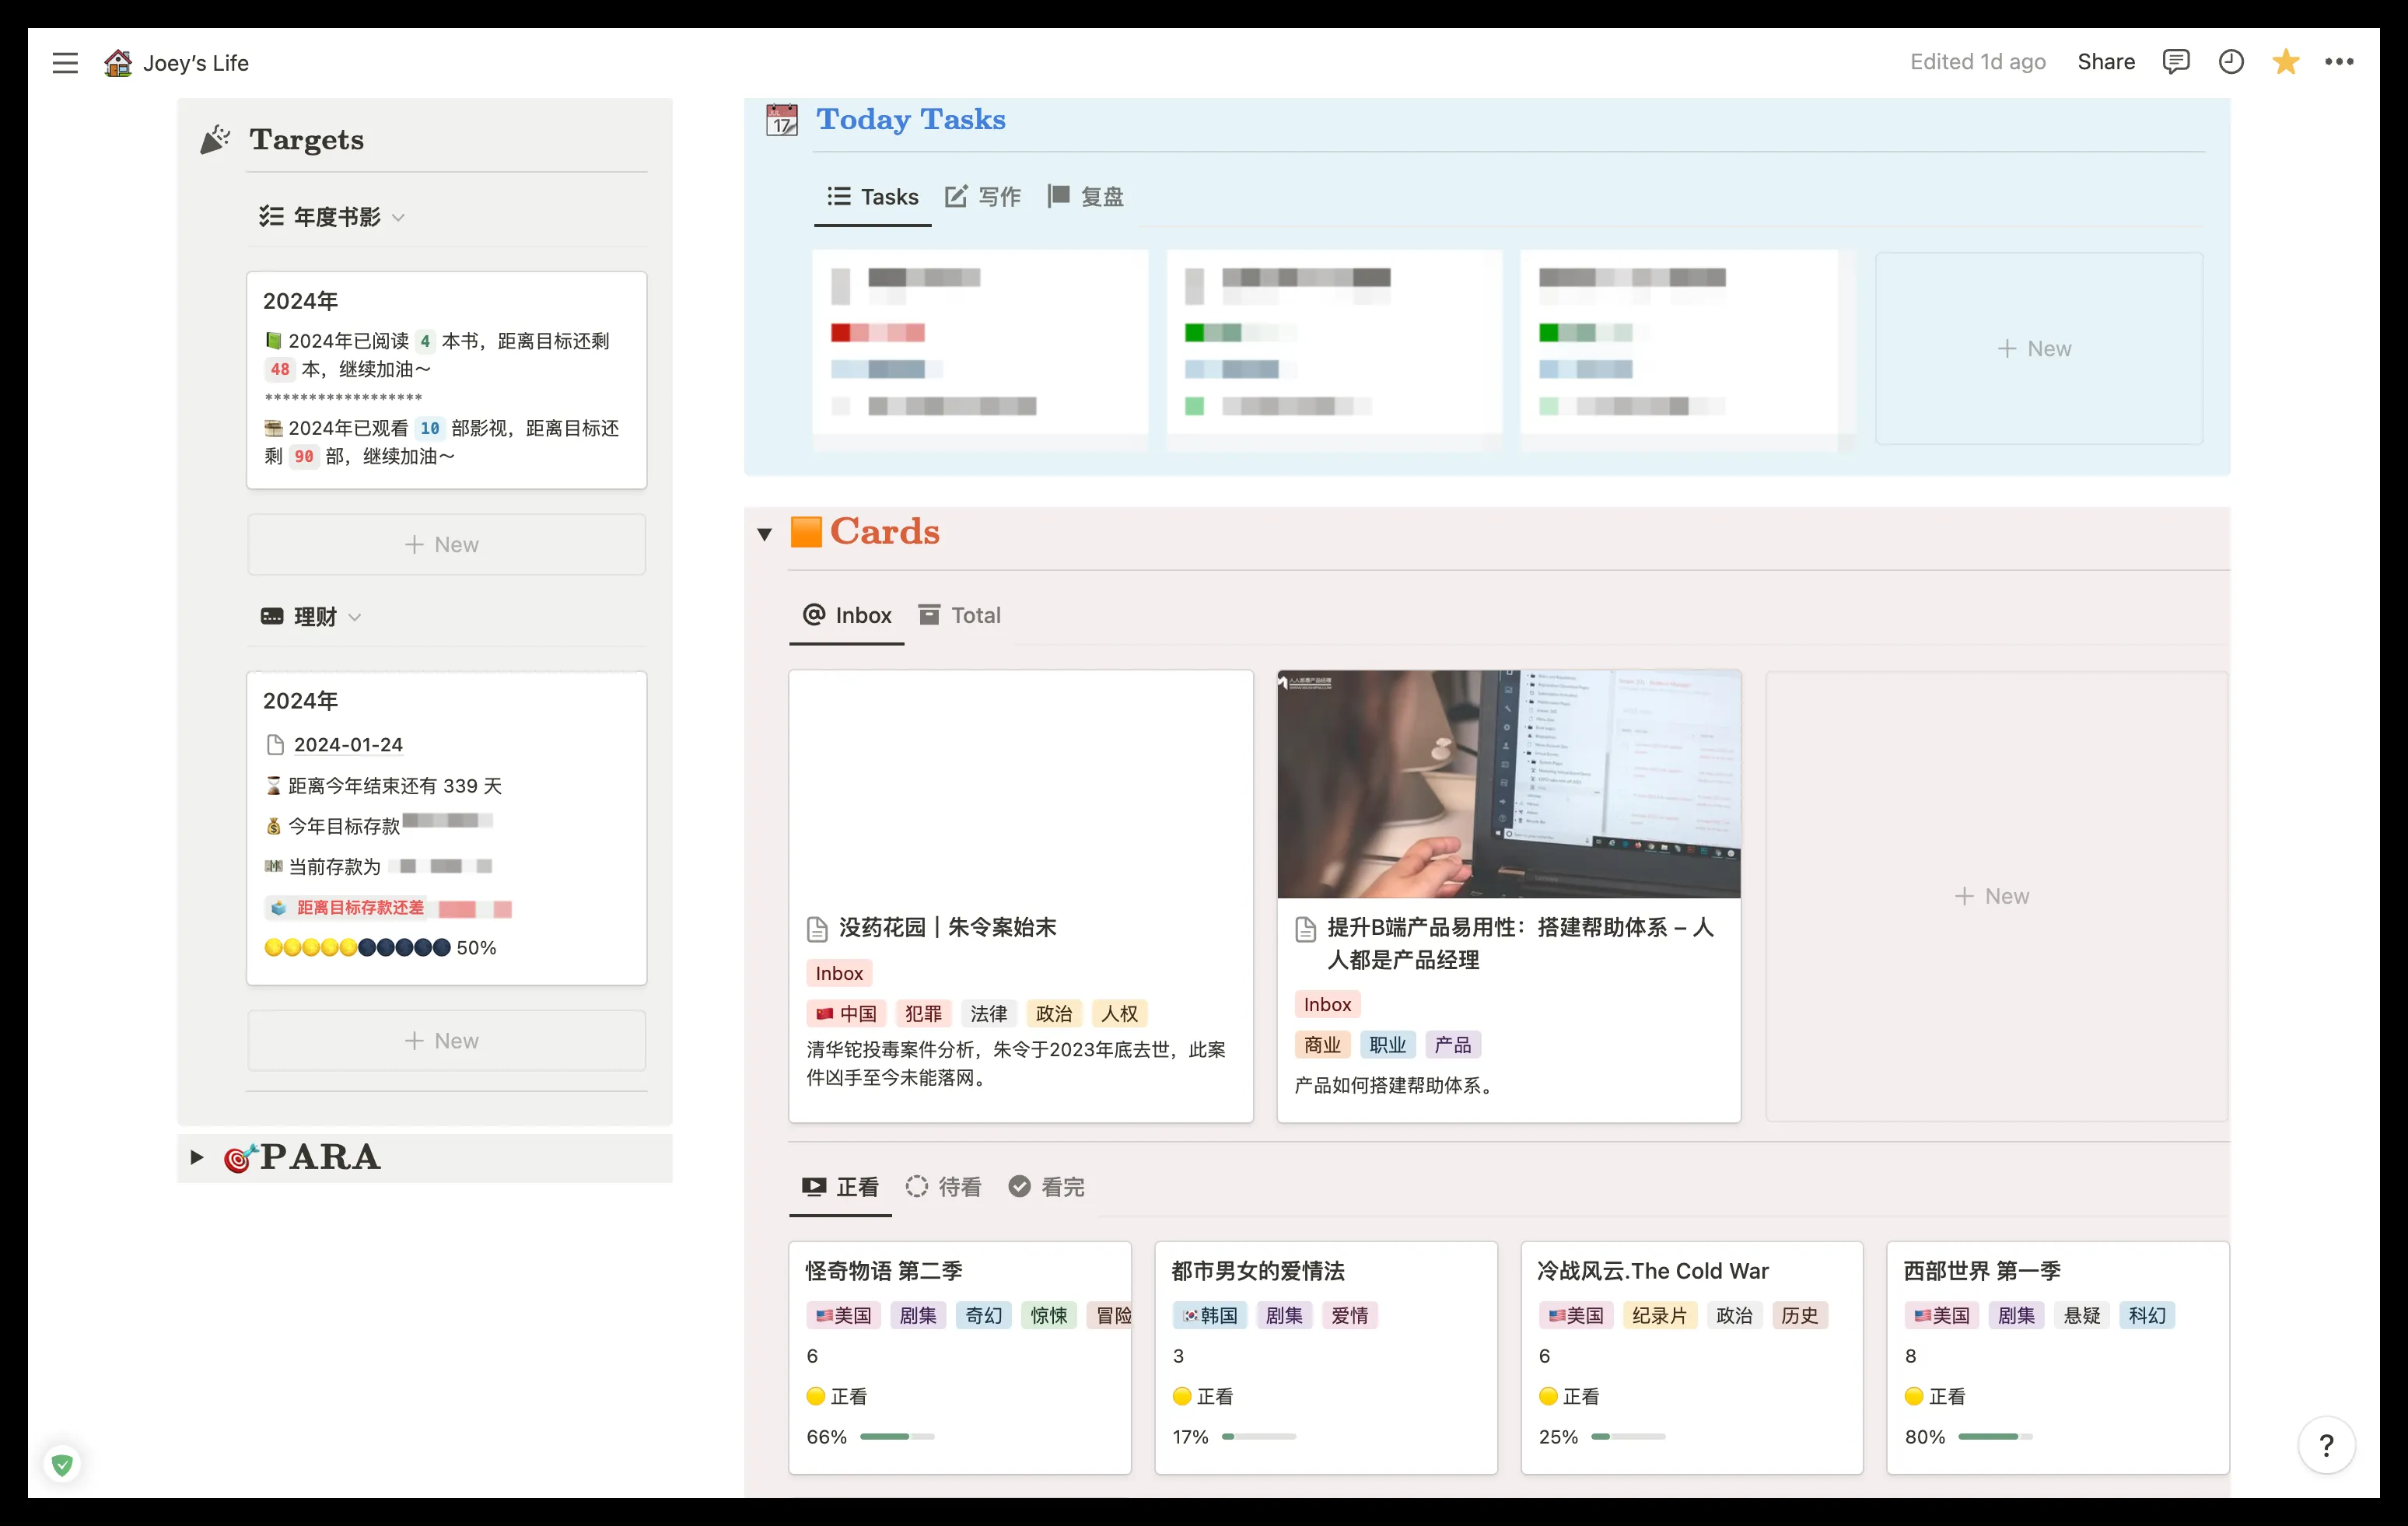 Joey's Life
Edited 1d ago
Share
Targets
年度书影
2024年
2024年已阅读 4 本书，距离目标还剩
48 本，继续加油～
******************
2024年已观看 10 部影视，距离目标还
剩 90 部，继续加油～
+ New
理财
2024年
2024-01-24
距离今年结束还有 339 天
今年目标存款
当前存款为
距离目标存款还差
50%
+ New
PARA
JUL
17
Today Tasks
Tasks
写作
复盘
+ New
Cards
Inbox
Total
没药花园｜朱令案始末
Inbox
中国 犯罪 法律 政治 人权
清华铊投毒案件分析，朱令于2023年底去世，此案
件凶手至今未能落网。
人人都是产品经理
提升B端产品易用性：搭建帮助体系 – 人
人都是产品经理
Inbox
商业 职业 产品
产品如何搭建帮助体系。
+ New
正看
待看
看完
怪奇物语 第二季
美国 剧集 奇幻 惊悚 冒险
6
正看
66%
都市男女的爱情法
韩国 剧集 爱情
3
正看
17%
冷战风云.The Cold War
美国 纪录片 政治 历史
6
正看
25%
西部世界 第一季
美国 剧集 悬疑 科幻
8
正看
80%
?